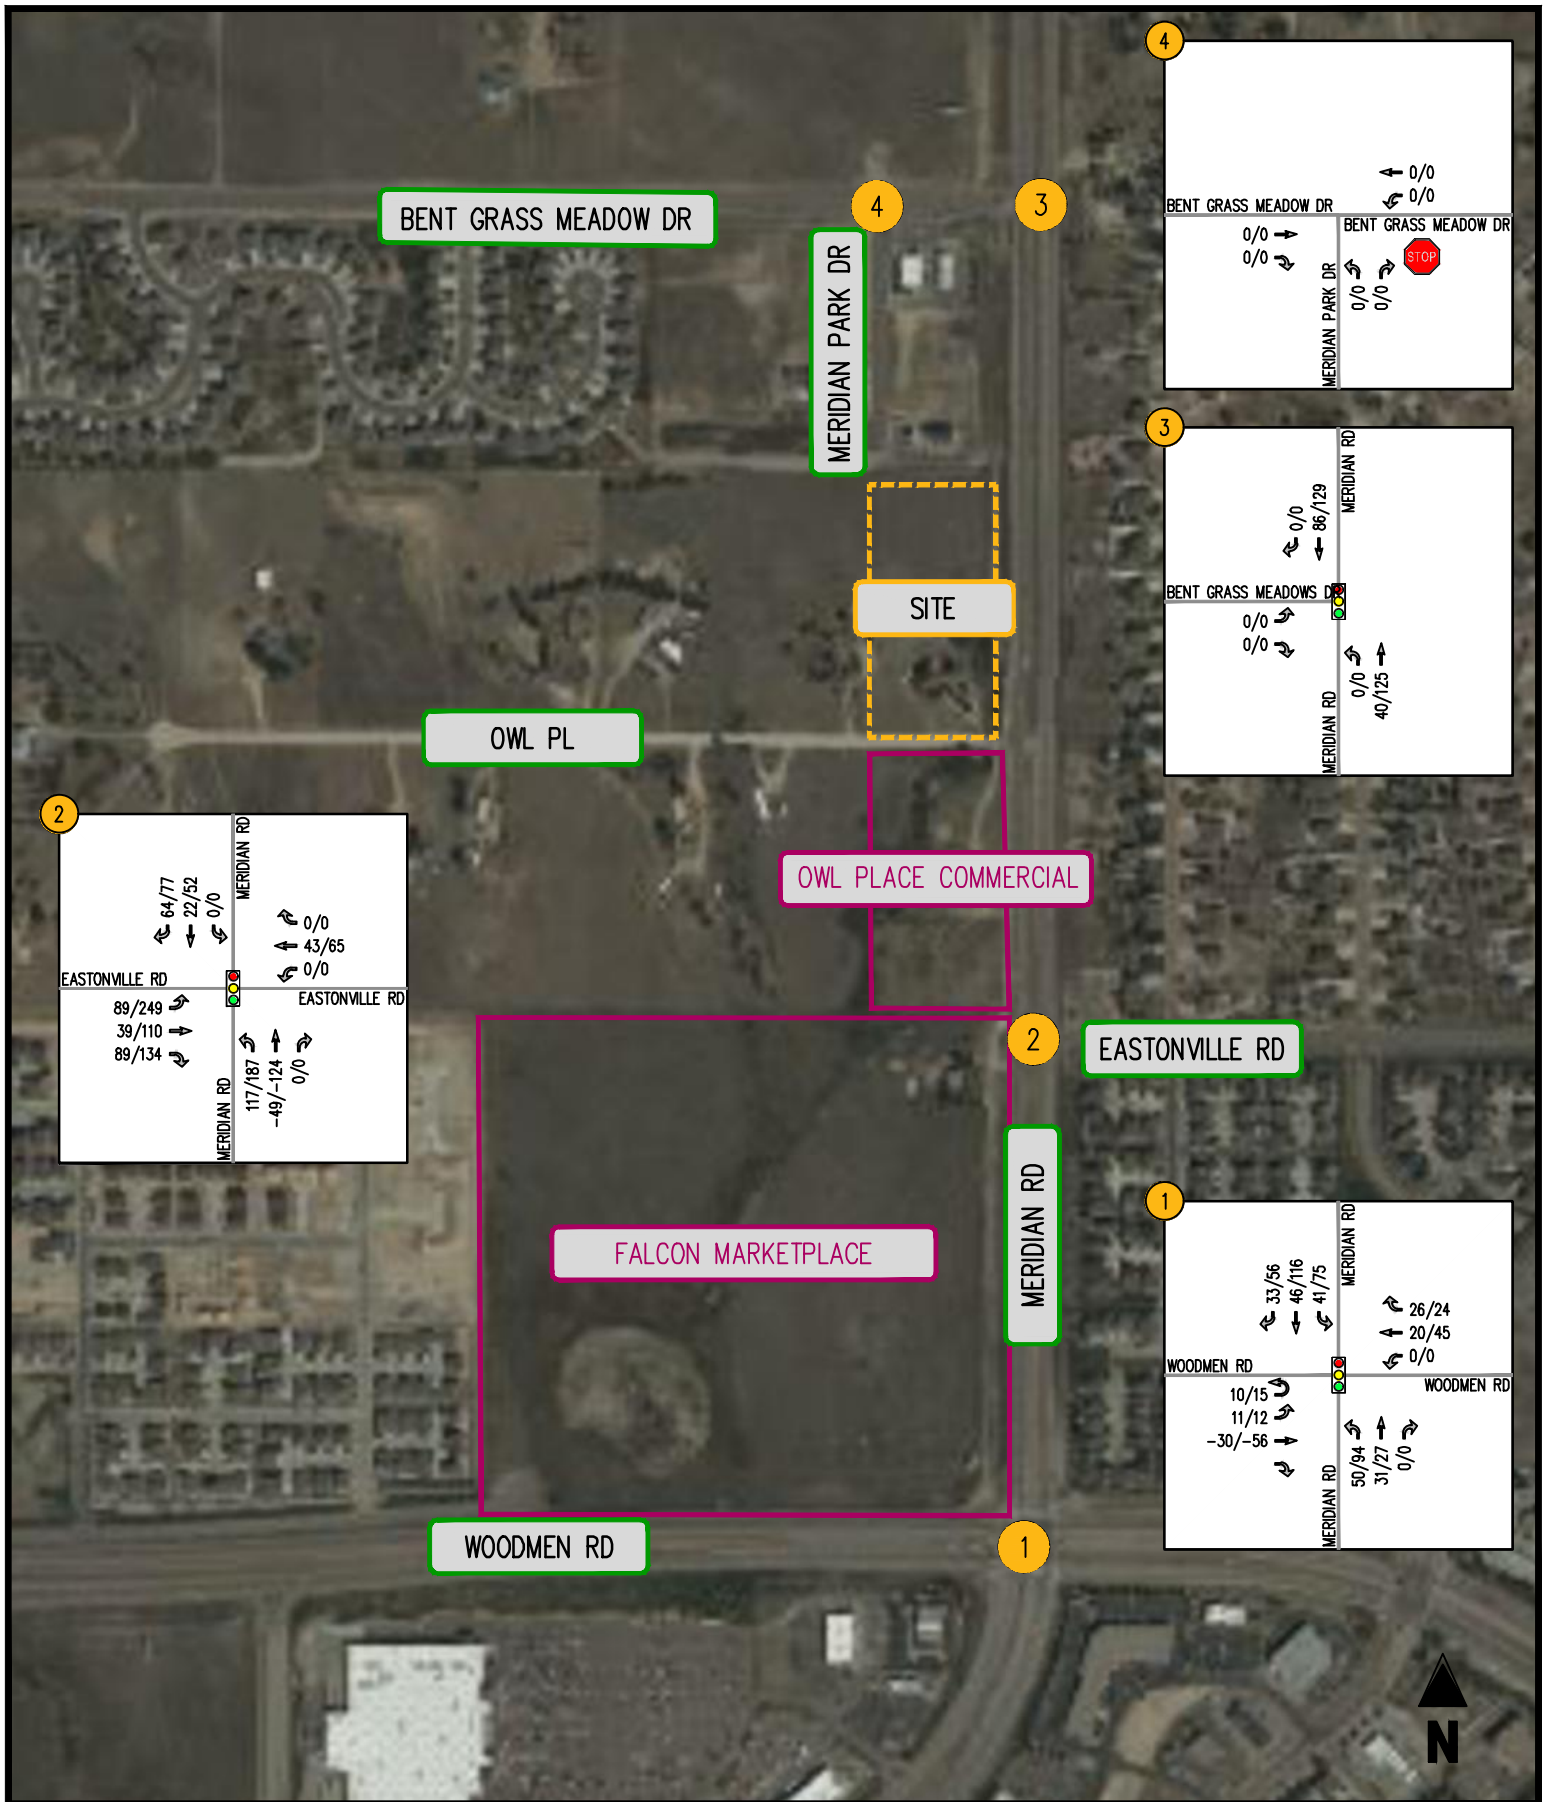 4
0/0
0/0
BENT GRASS MEADOW DR
BENT GRASS MEADOW DR
0/0
0/0
STOP
0/0
0/0
MERIDIAN PARK DR
BENT GRASS MEADOW DR
4
3
MERIDIAN PARK DR
3
MERIDIAN RD
0/0
86/129
BENT GRASS MEADOWS D
0/0
0/0
0/0
40/125
MERIDIAN RD
SITE
OWL PL
2
MERIDIAN RD
64/77
22/52
0/0
0/0
43/65
0/0
EASTONVILLE RD
EASTONVILLE RD
89/249
39/110
89/134
117/187
-49/-124
0/0
MERIDIAN RD
OWL PLACE COMMERCIAL
2
EASTONVILLE RD
MERIDIAN RD
FALCON MARKETPLACE
1
MERIDIAN RD
33/56
46/116
41/75
26/24
20/45
0/0
WOODMEN RD
WOODMEN RD
10/15
11/12
-30/-56
50/94
31/27
0/0
MERIDIAN RD
WOODMEN RD
1
N